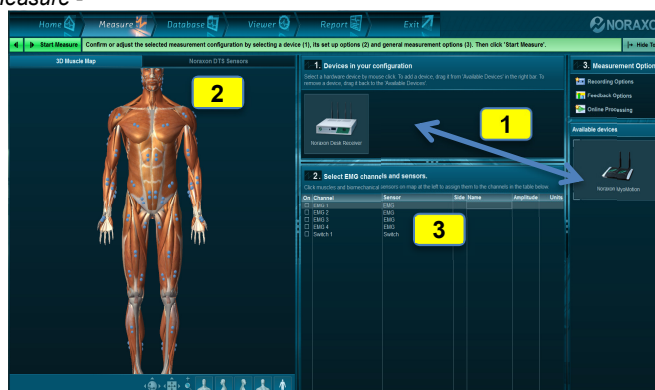 Measure -
Home Measure Database Viewer Report Exit NORAXO
Start Measure Confirm or adjust the selected measurement configuration by selecting a device (1), its set up options (2) and general measurement options (3). Then click 'Start Measure'. Hide To
3D Muscle Map Noraxon DTS Sensors
2
1. Devices in your configuration
Select a hardware device by mouse click. To add a device, drag it from 'Available Devices' in the right bar. To
remove a device, drag it back to the 'Available Devices'.
Noraxon Desk Receiver
1
3. Measurement Option
Recording Options
Feedback Options
Online Processing
Available devices
Noraxon MyoMotion
2. Select EMG channels and sensors.
Click muscles and biomechanical sensors on map at the left to assign them to the channels in the table below.
On Channel Sensor Side Name Amplitude Units
EMG 1 EMG
EMG 2 EMG
EMG 3 EMG
EMG 4 EMG
Switch 1 Switch
3